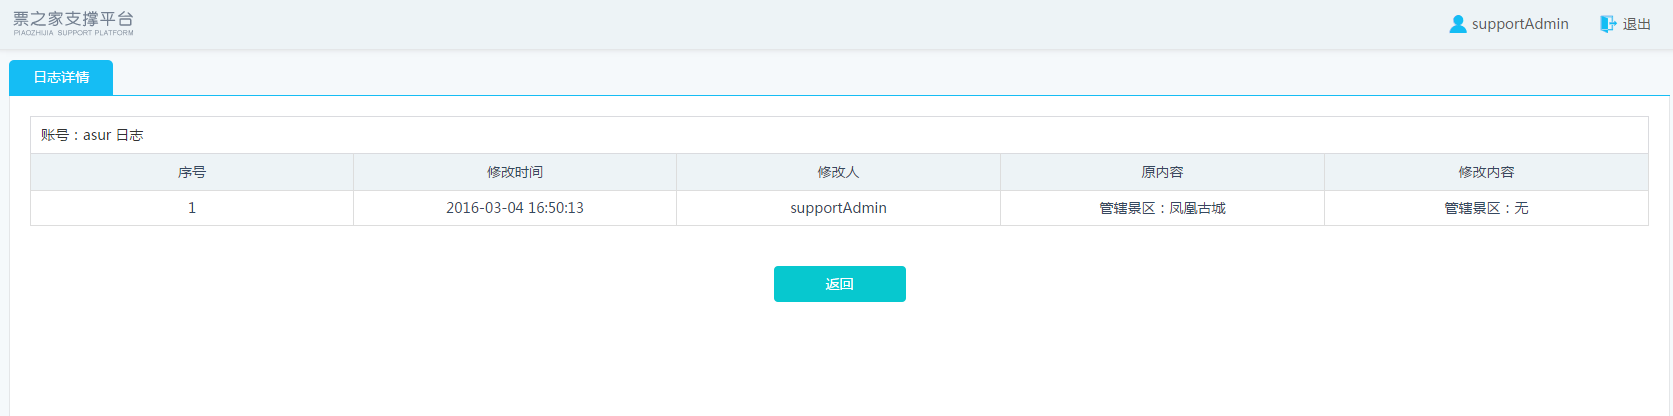 票之家支撑平台
PIAOZHIJIA SUPPORT PLATFORM
supportAdmin 退出
日志详情
账号：asur 日志
序号 修改时间 修改人 原内容 修改内容
1 2016-03-04 16:50:13 supportAdmin 管辖景区：凤凰古城 管辖景区：无
返回